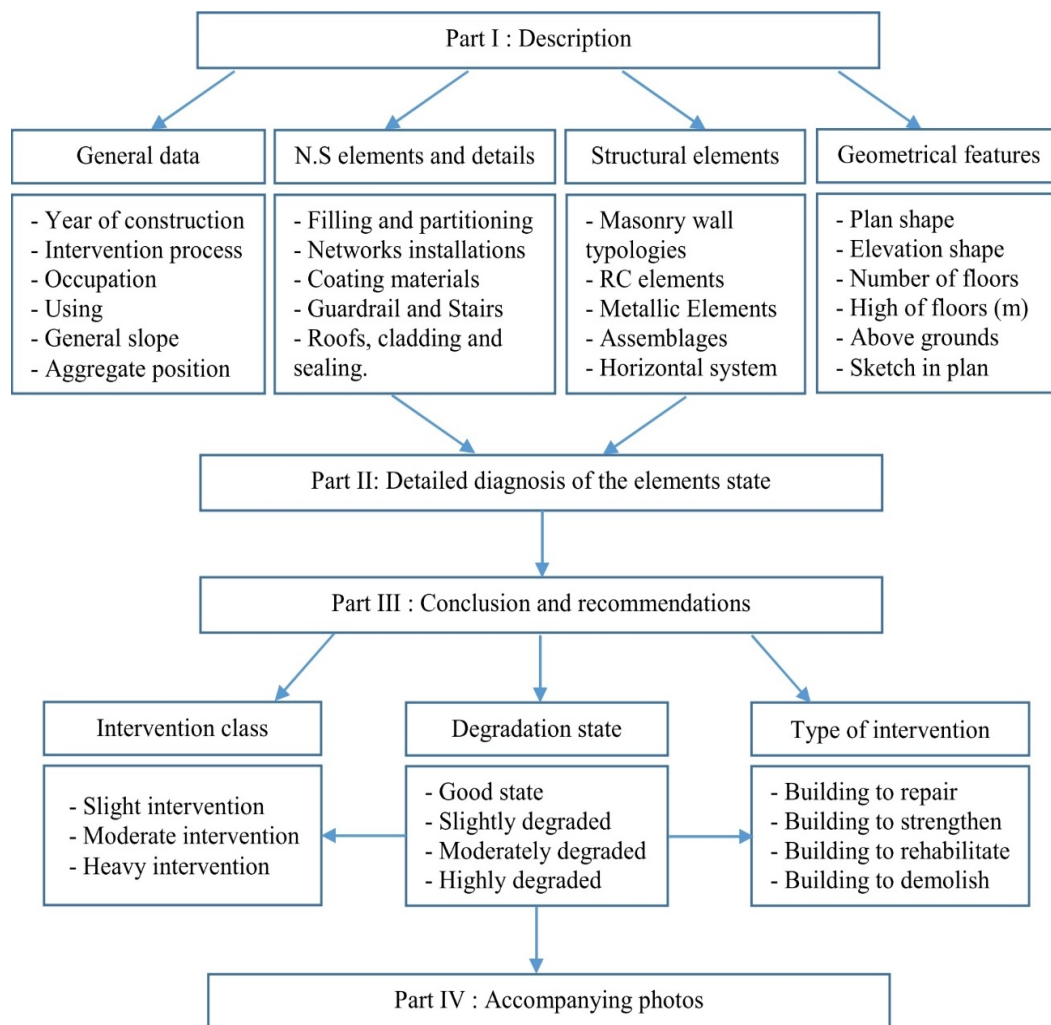 Part I : Description
General data
- Year of construction
- Intervention process
- Occupation
- Using
- General slope
- Aggregate position
N.S elements and details
- Filling and partitioning
- Networks installations
- Coating materials
- Guardrail and Stairs
- Roofs, cladding and
sealing.
Structural elements
- Masonry wall
typologies
- RC elements
- Metallic Elements
- Assemblages
- Horizontal system
Geometrical features
- Plan shape
- Elevation shape
- Number of floors
- High of floors (m)
- Above grounds
- Sketch in plan
Part II: Detailed diagnosis of the elements state
Part III : Conclusion and recommendations
Intervention class
- Slight intervention
- Moderate intervention
- Heavy intervention
Degradation state
- Good state
- Slightly degraded
- Moderately degraded
- Highly degraded
Type of intervention
- Building to repair
- Building to strengthen
- Building to rehabilitate
- Building to demolish
Part IV : Accompanying photos